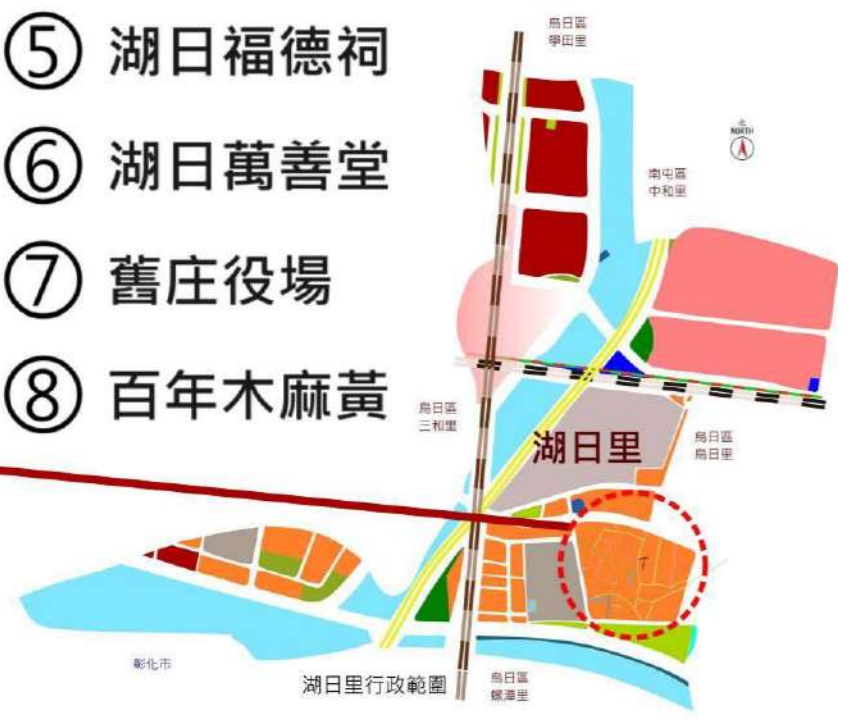 ⑤ 湖日福德祠
⑥ 湖日萬善堂
⑦ 舊庄役場
⑧ 百年木麻黃
烏日區
學田里
北
NORTH
南屯區
中和里
烏日區
三和里
湖日里
烏日區
烏日里
彰化市
湖日里行政範圍
烏日區
螺潭里